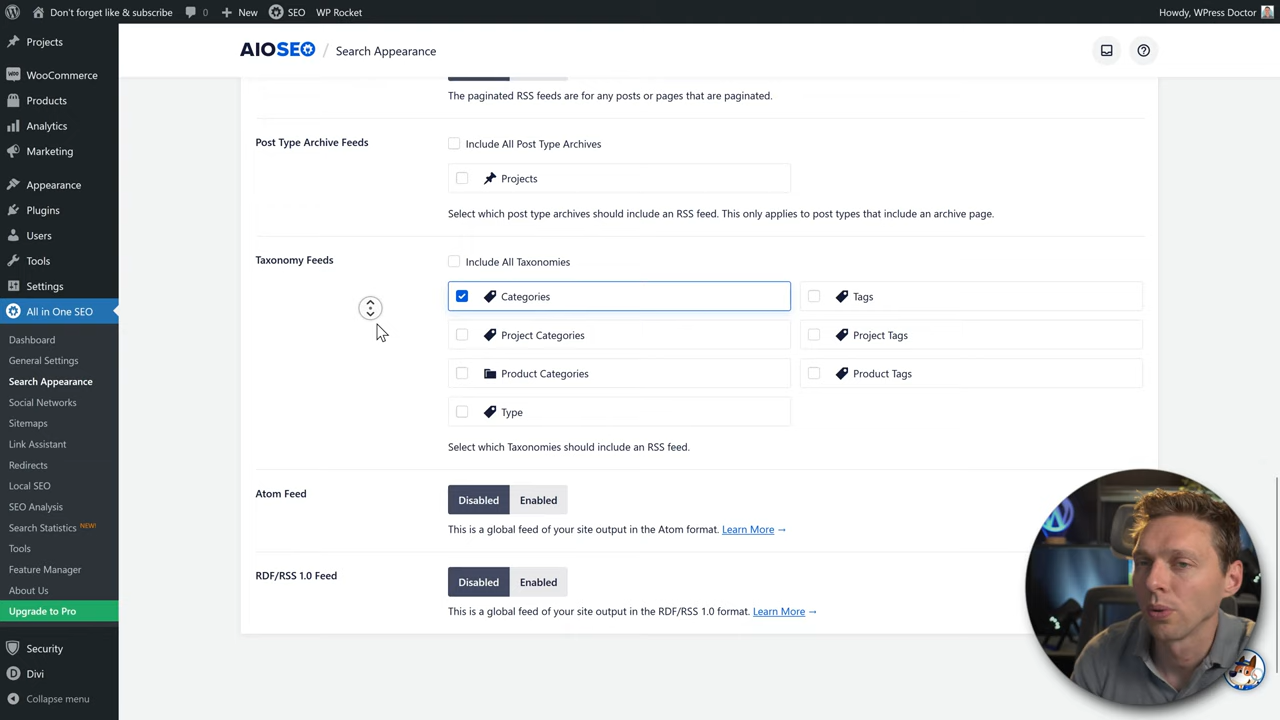 Don't forget like & subscribe 0 New SEO WP Rocket Howdy, WPress Doctor
Projects
WooCommerce
Products
Analytics
Marketing
Appearance
Plugins
Users
Tools
Settings
All in One SEO
Dashboard
General Settings
Search Appearance
Social Networks
Sitemaps
Link Assistant
Redirects
Local SEO
SEO Analysis
Search Statistics NEW!
Tools
Feature Manager
About Us
Upgrade to Pro
Security
Divi
Collapse menu
AIOSEO / Search Appearance
The paginated RSS feeds are for any posts or pages that are paginated.
Post Type Archive Feeds
Include All Post Type Archives
Projects
Select which post type archives should include an RSS feed. This only applies to post types that include an archive page.
Taxonomy Feeds
Include All Taxonomies
Categories Tags
Project Categories Project Tags
Product Categories Product Tags
Type
Select which Taxonomies should include an RSS feed.
Atom Feed
Disabled Enabled
This is a global feed of your site output in the Atom format. Learn More →
RDF/RSS 1.0 Feed
Disabled Enabled
This is a global feed of your site output in the RDF/RSS 1.0 format. Learn More →